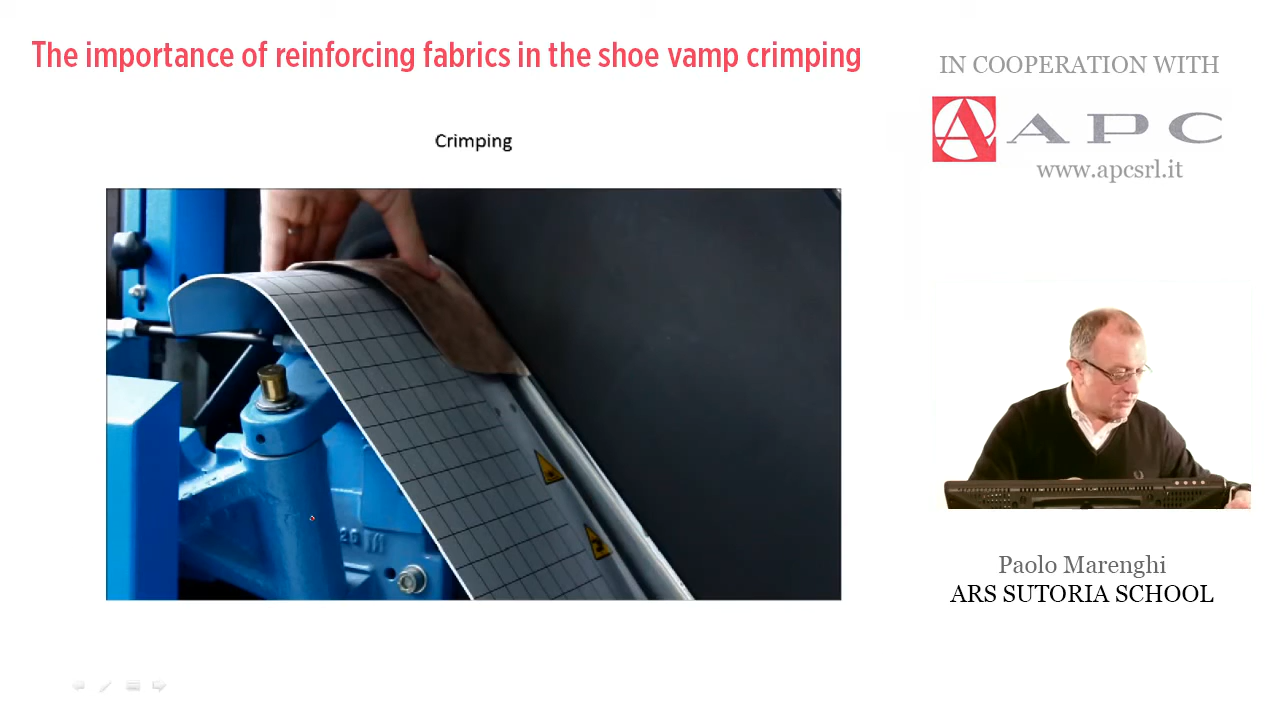 The importance of reinforcing fabrics in the shoe vamp crimping
IN COOPERATION WITH
A APC
www.apcsrl.it
Crimping
Paolo Marenghi
ARS SUTORIA SCHOOL